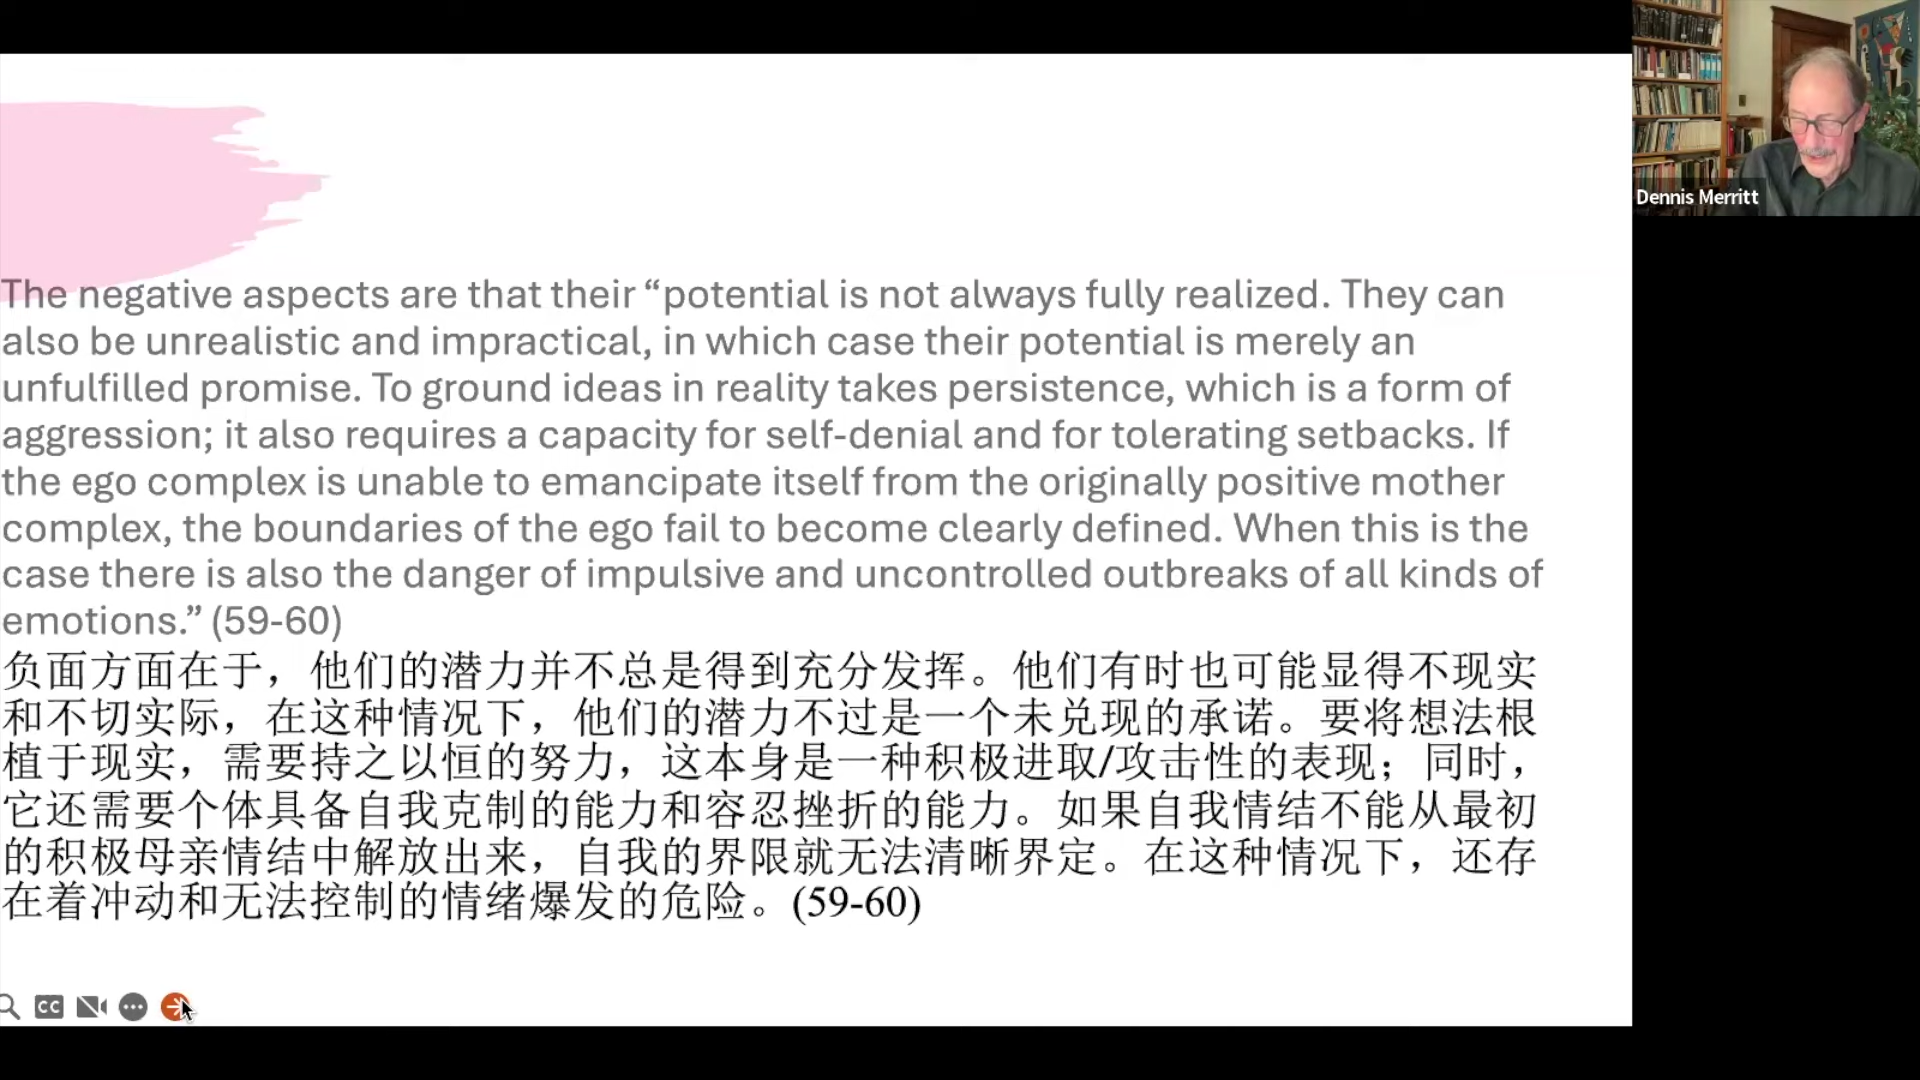 The negative aspects are that their “potential is not always fully realized. They can
also be unrealistic and impractical, in which case their potential is merely an
unfulfilled promise. To ground ideas in reality takes persistence, which is a form of
aggression; it also requires a capacity for self-denial and for tolerating setbacks. If
the ego complex is unable to emancipate itself from the originally positive mother
complex, the boundaries of the ego fail to become clearly defined. When this is the
case there is also the danger of impulsive and uncontrolled outbreaks of all kinds of
emotions.” (59-60)
负面方面在于，他们的潜力并不总是得到充分发挥。他们有时也可能显得不现实
和不切实际，在这种情况下，他们的潜力不过是一个未兑现的承诺。要将想法根
植于现实，需要持之以恒的努力，这本身是一种积极进取/攻击性的表现；同时，
它还需要个体具备自我克制的能力和容忍挫折的能力。如果自我情结不能从最初
的积极母亲情结中解放出来，自我的界限就无法清晰界定。在这种情况下，还存
在着冲动和无法控制的情绪爆发的危险。(59-60)
CC
Dennis Merritt